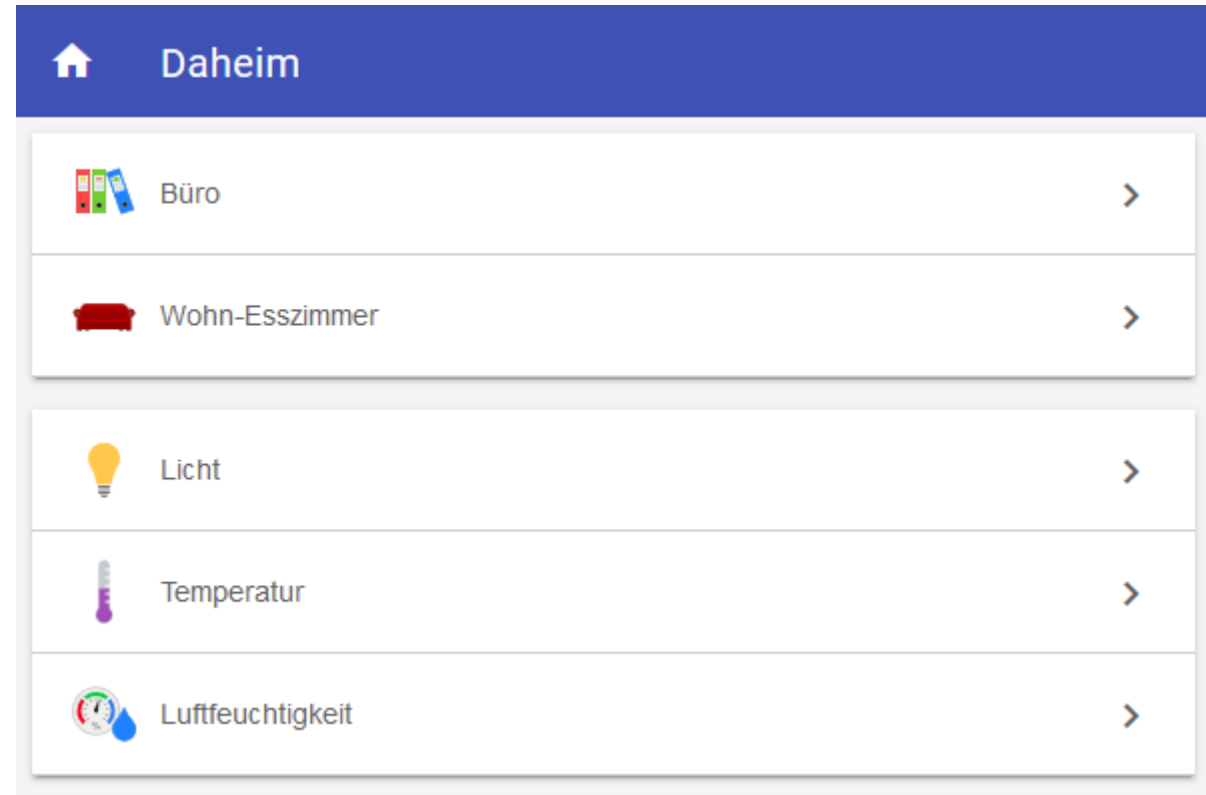 Daheim
Büro
Wohn-Esszimmer
Licht
Temperatur
Luftfeuchtigkeit